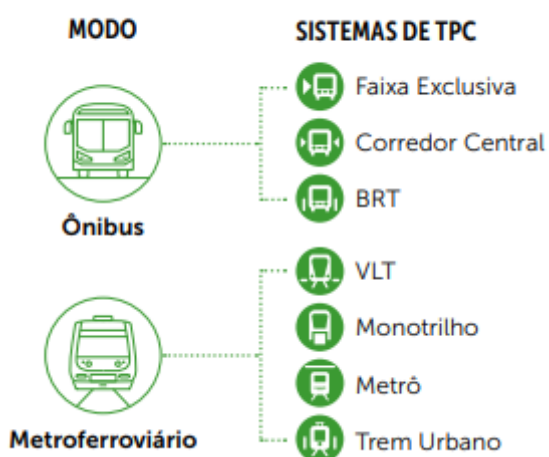 MODO
SISTEMAS DE TPC
Ônibus
Faixa Exclusiva
Corredor Central
BRT
Metroferroviário
VLT
Monotrilho
Metrô
Trem Urbano